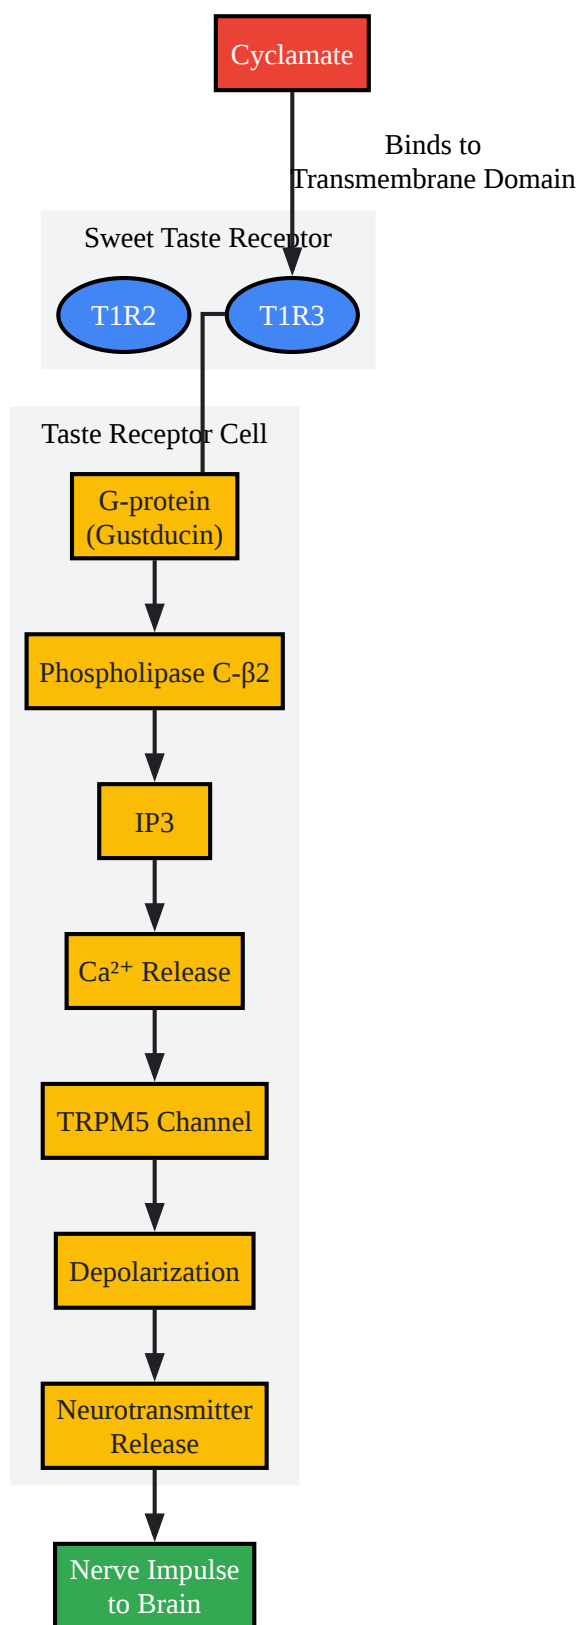 Cyclamate
Binds to
Transmembrane Domain
Sweet Taste Receptor
T1R2
T1R3
Taste Receptor Cell
G-protein
(Gustducin)
Phospholipase C-β2
IP3
Ca²⁺ Release
TRPM5 Channel
Depolarization
Neurotransmitter
Release
Nerve Impulse
to Brain